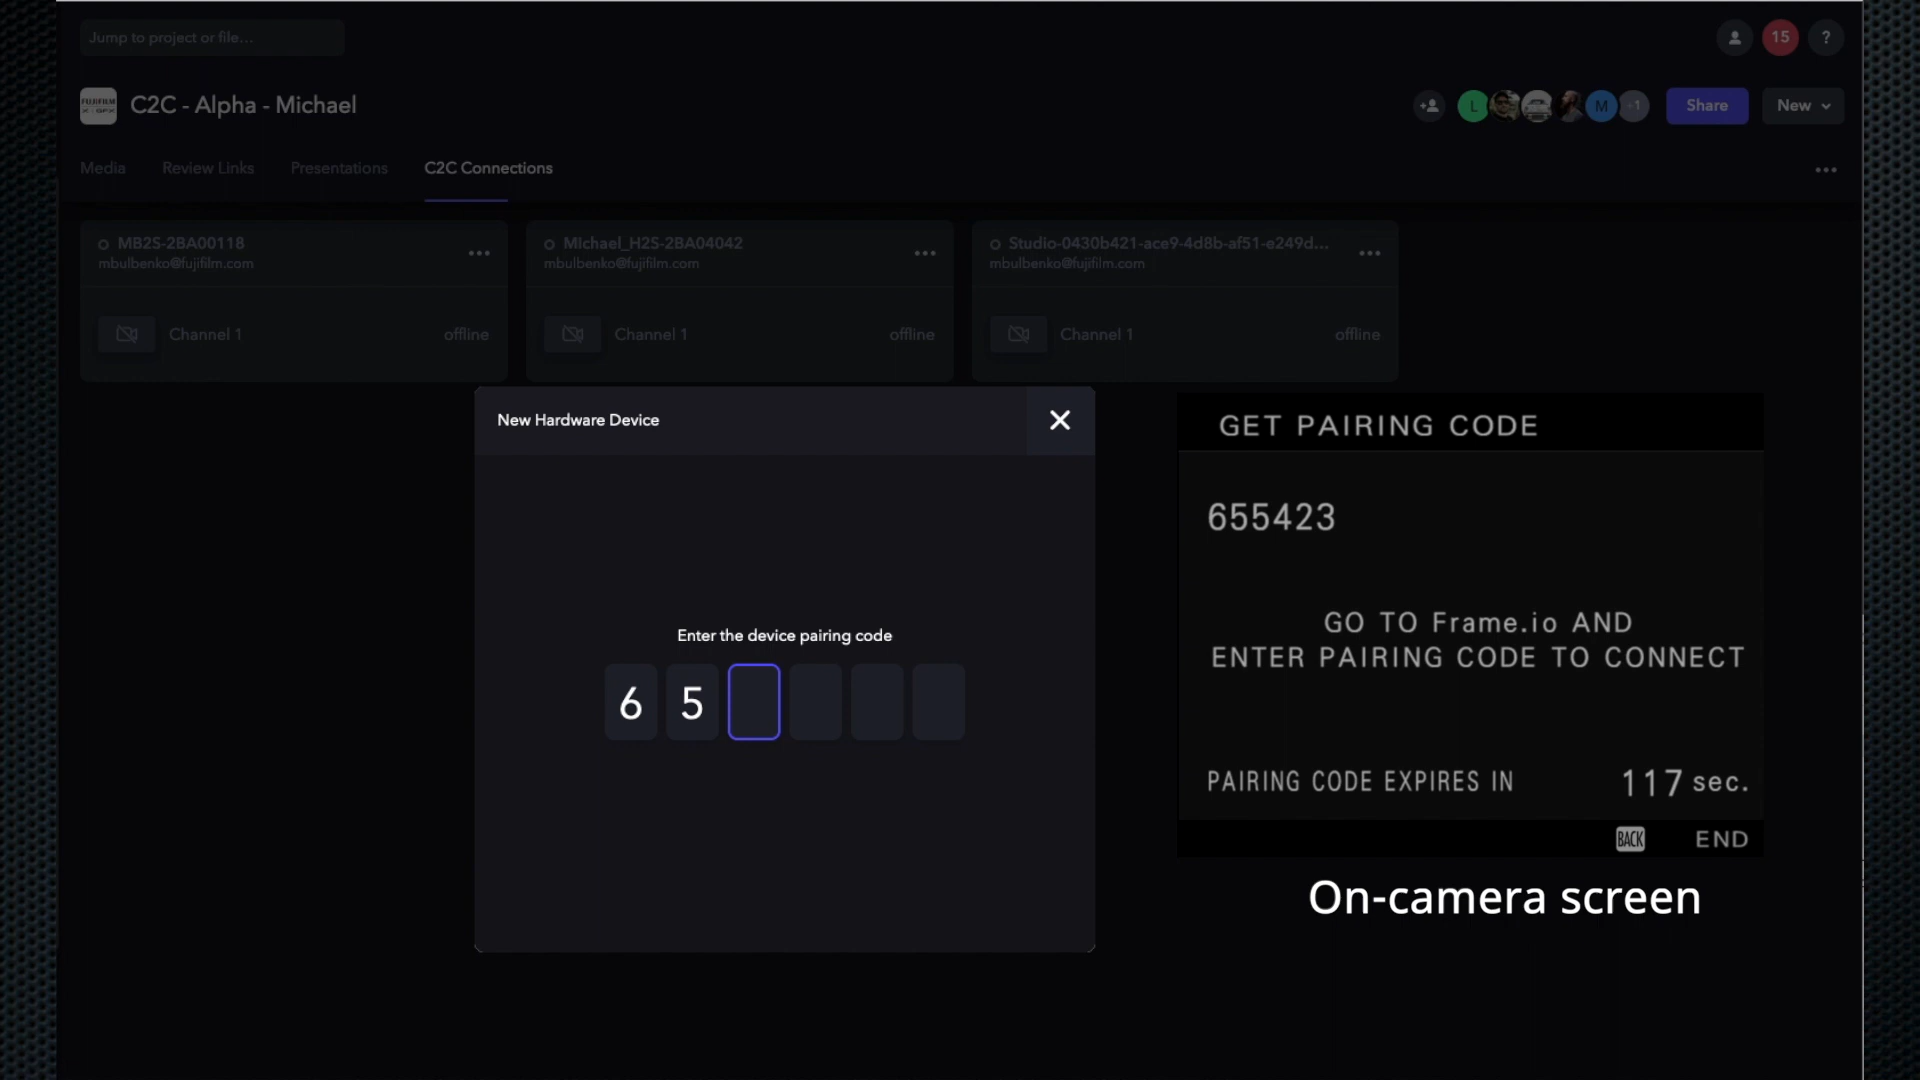 Jump to project or file...
15
?
FUJIFILM
C2C - Alpha - Michael
L
M
+1
Share
New
Media
Review Links
Presentations
C2C Connections
MB2S-2BA00118
mbulbenko@fujifilm.com
Channel 1
offline
MIchael_H2S-2BA04042
mbulbenko@fujifilm.com
Channel 1
offline
Studio-0430b421-ace9-4d8b-af51-e249d...
mbulbenko@fujifilm.com
Channel 1
offline
New Hardware Device
Enter the device pairing code
6 5
GET PAIRING CODE
655423
GO TO Frame.io AND
ENTER PAIRING CODE TO CONNECT
PAIRING CODE EXPIRES IN 117 sec.
BACK END
On-camera screen